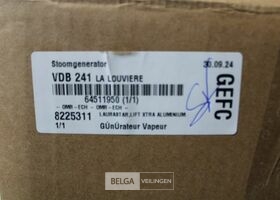 Stoomgenerator
30.09.24
VDB 241 LA LOUVIERE
64511950 (1/1)
-- OMR - ECH -- -- OMR - ECH --
8225311 LAURASTAR,LIFT XTRA ALUMINIUM
1/1 GÜnÜrateur Vapeur
GEFC
BELGA VEILINGEN